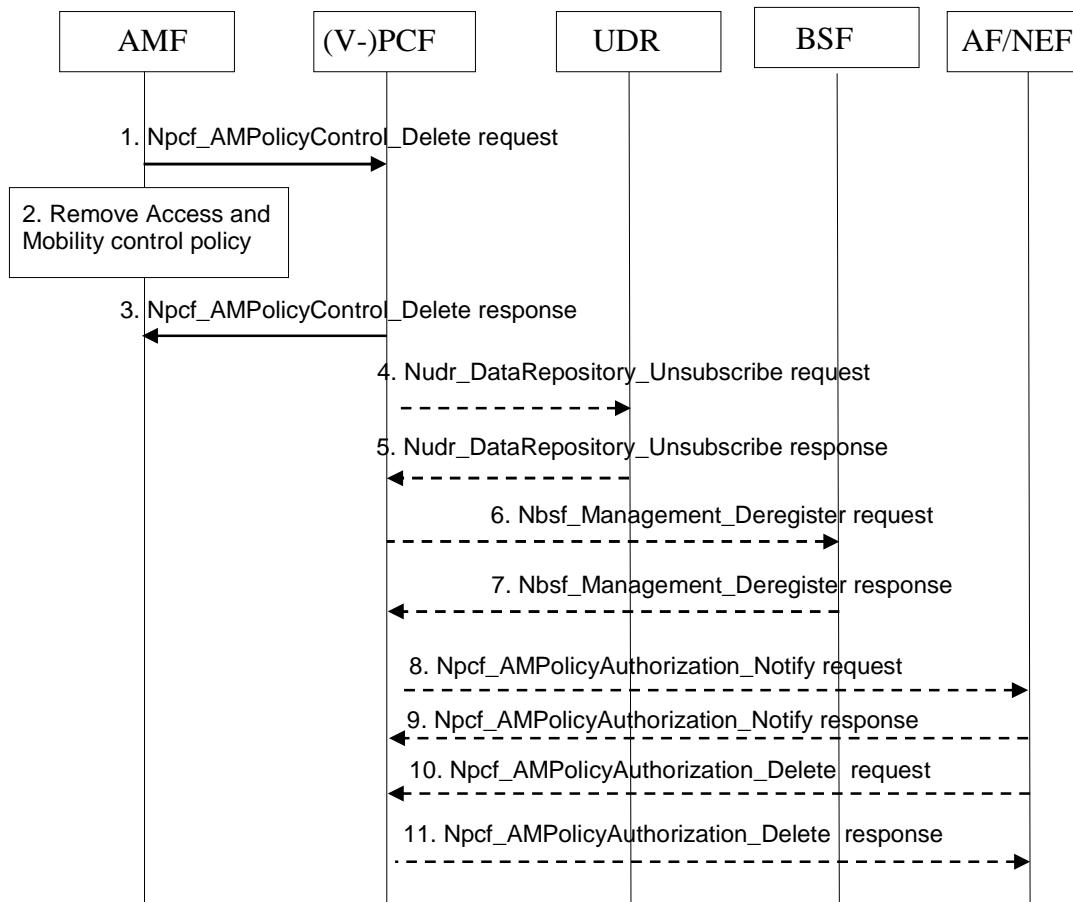 AMF
(V-)PCF
UDR
BSF
AF/NEF
1. Npcf_AMPolicyControl_Delete request
2. Remove Access and
Mobility control policy
3. Npcf_AMPolicyControl_Delete response
4. Nudr_DataRepository_Unsubscribe request
5. Nudr_DataRepository_Unsubscribe response
6. Nbsf_Management_Deregister request
7. Nbsf_Management_Deregister response
8. Npcf_AMPolicyAuthorization_Notify request
9. Npcf_AMPolicyAuthorization_Notify response
10. Npcf_AMPolicyAuthorization_Delete  request
11. Npcf_AMPolicyAuthorization_Delete  response